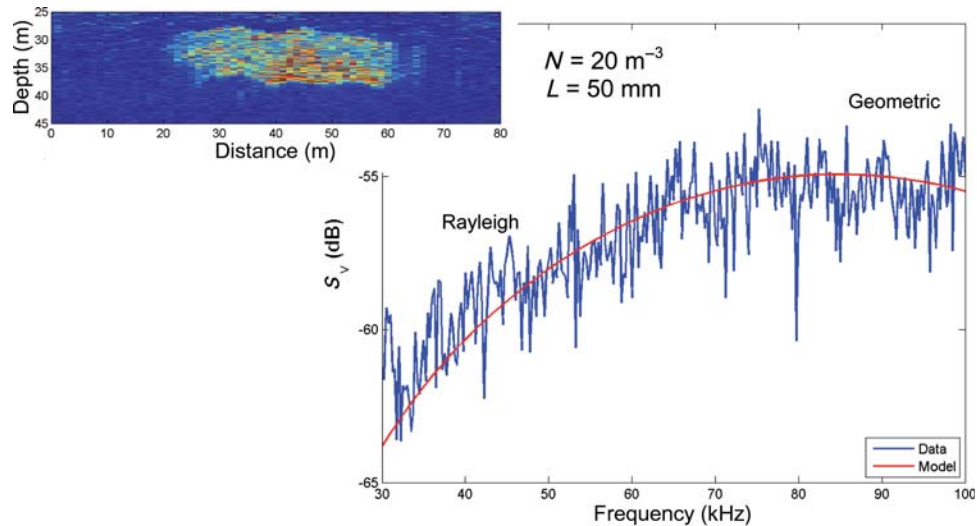 25
30
35
40
45
Depth (m)
0 10 20 30 40 50 60 70 80
Distance (m)
N = 20 m⁻³
L = 50 mm
Geometric
Rayleigh
-55
-60
-65
Sᵥ (dB)
30 40 50 60 70 80 90 100
Frequency (kHz)
Data
Model